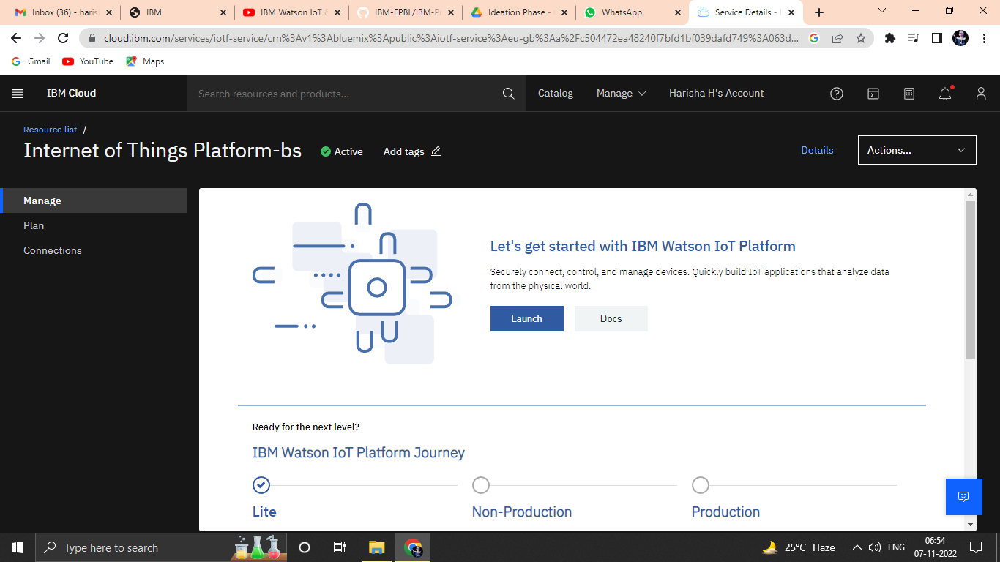 Inbox (36) - haris
IBM
IBM Watson IoT &
IBM-EPBL/IBM-P
Ideation Phase -
WhatsApp
Service Details -
cloud.ibm.com/services/iotf-service/crn%3Av1%3Abluemix%3Apublic%3Aiotf-service%3Aeu-gb%3Aa%2Fc504472ea48240f7bfd1bf039dafd749%3A063d...
Gmail
YouTube
Maps
IBM Cloud
Search resources and products...
Catalog
Manage
Harisha H's Account
Resource list /
Internet of Things Platform-bs
Active
Add tags
Details
Actions...
Manage
Plan
Connections
Let's get started with IBM Watson IoT Platform
Securely connect, control, and manage devices. Quickly build IoT applications that analyze data
from the physical world.
Launch
Docs
Ready for the next level?
IBM Watson IoT Platform Journey
Lite
Non-Production
Production
Type here to search
25°C Haze
ENG
06:54
07-11-2022